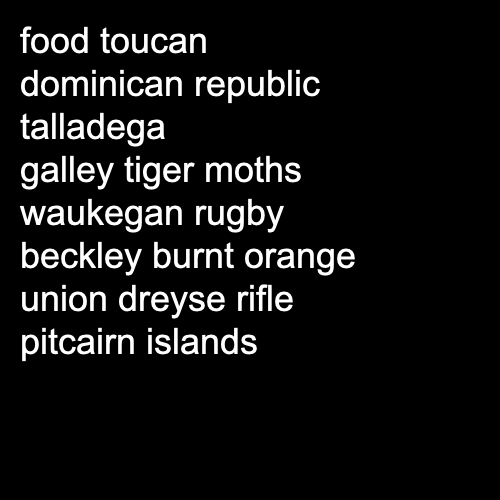 food toucan
dominican republic
talladega
galley tiger moths
waukegan rugby
beckley burnt orange
union dreyse rifle
pitcairn islands